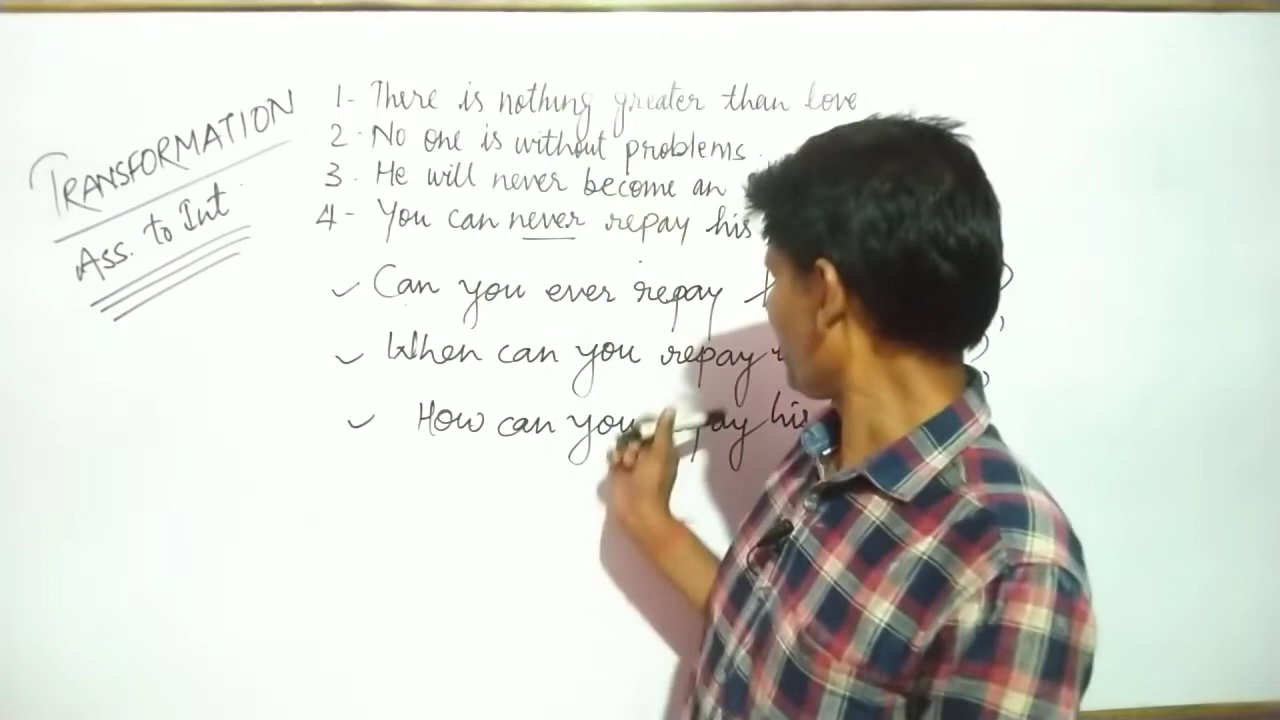 TRANSFORMATION
Ass. to Int
1- There is nothing greater than love
2. No one is without problems.
3. He will never become an
4- You can never repay his
Can you ever repay
When can you repay
How can you his